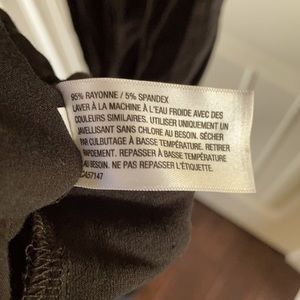 95% RAYONNE / 5% SPANDEX
LAVER À LA MACHINE À L'EAU FROIDE AVEC DES
COULEURS SIMILAIRES. UTILISER UNIQUEMENT UN
JAVELLISANT SANS CHLORE AU BESOIN. SÉCHER
PAR CULBUTAGE À BASSE TEMPÉRATURE. RETIRER
RAPIDEMENT. REPASSER À BASSE TEMPÉRATURE
AU BESOIN. NE PAS REPASSER L'ÉTIQUETTE.
CA57147